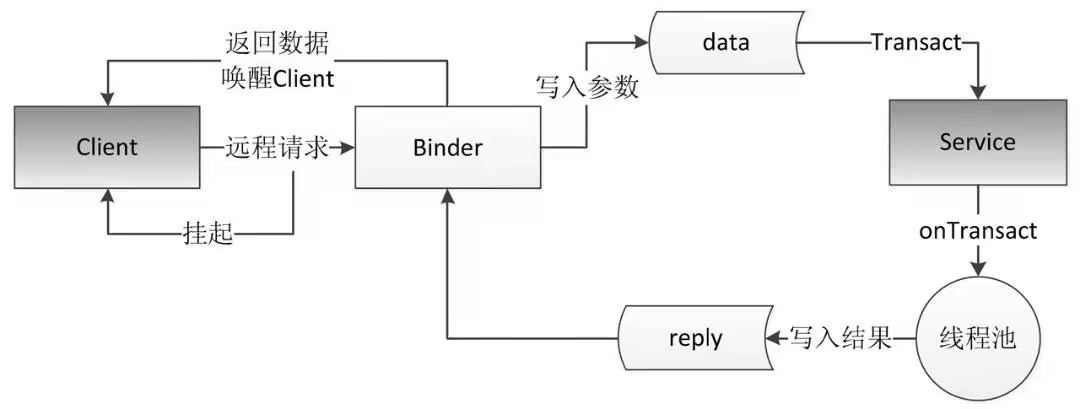 返回数据
唤醒Client
Client
远程请求
挂起
Binder
写入参数
data
Transact
Service
onTransact
线程池
写入结果
reply